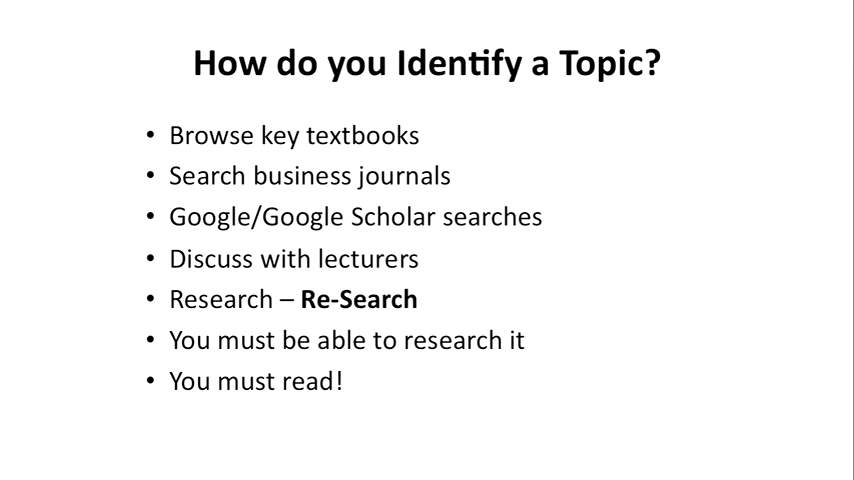 How do you Identify a Topic?
• Browse key textbooks
• Search business journals
• Google/Google Scholar searches
• Discuss with lecturers
• Research – Re-Search
• You must be able to research it
• You must read!